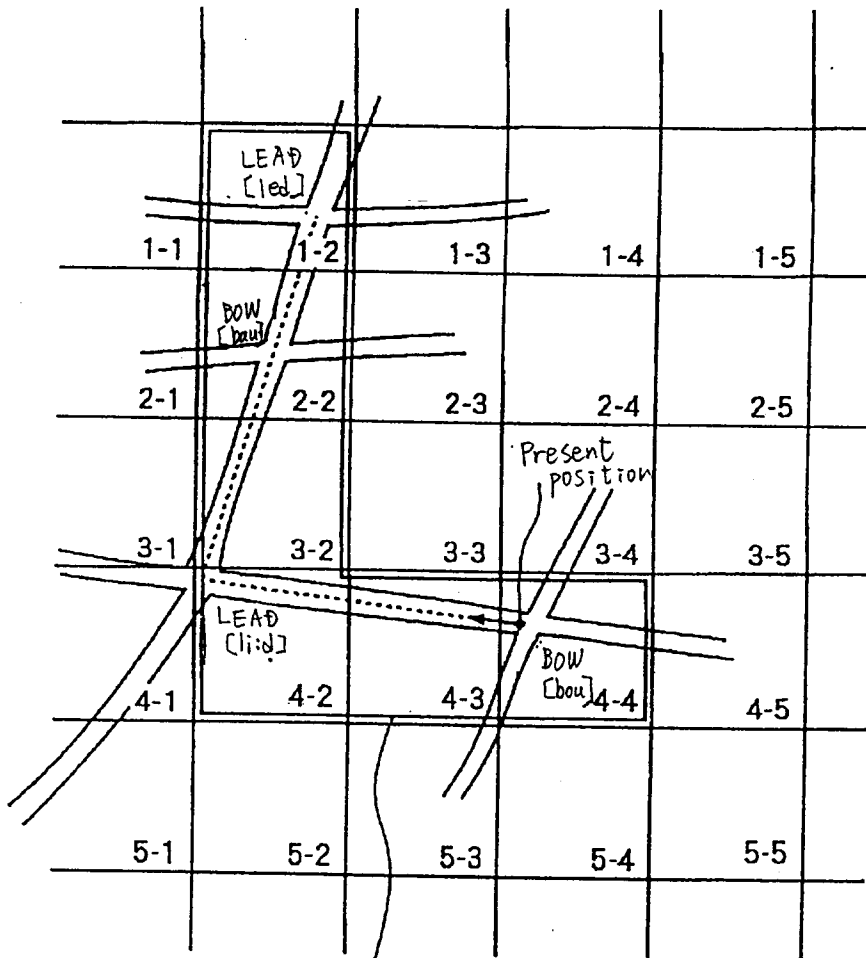 LEAD
[led]
1-1
1-2
1-3
1-4
1-5
BOW
[bau]
2-1
2-2
2-3
2-4
2-5
Present
position
3-1
3-2
3-3
3-4
3-5
LEAD
[li:d]
BOW
[bou]
4-1
4-2
4-3
4-4
4-5
5-1
5-2
5-3
5-4
5-5